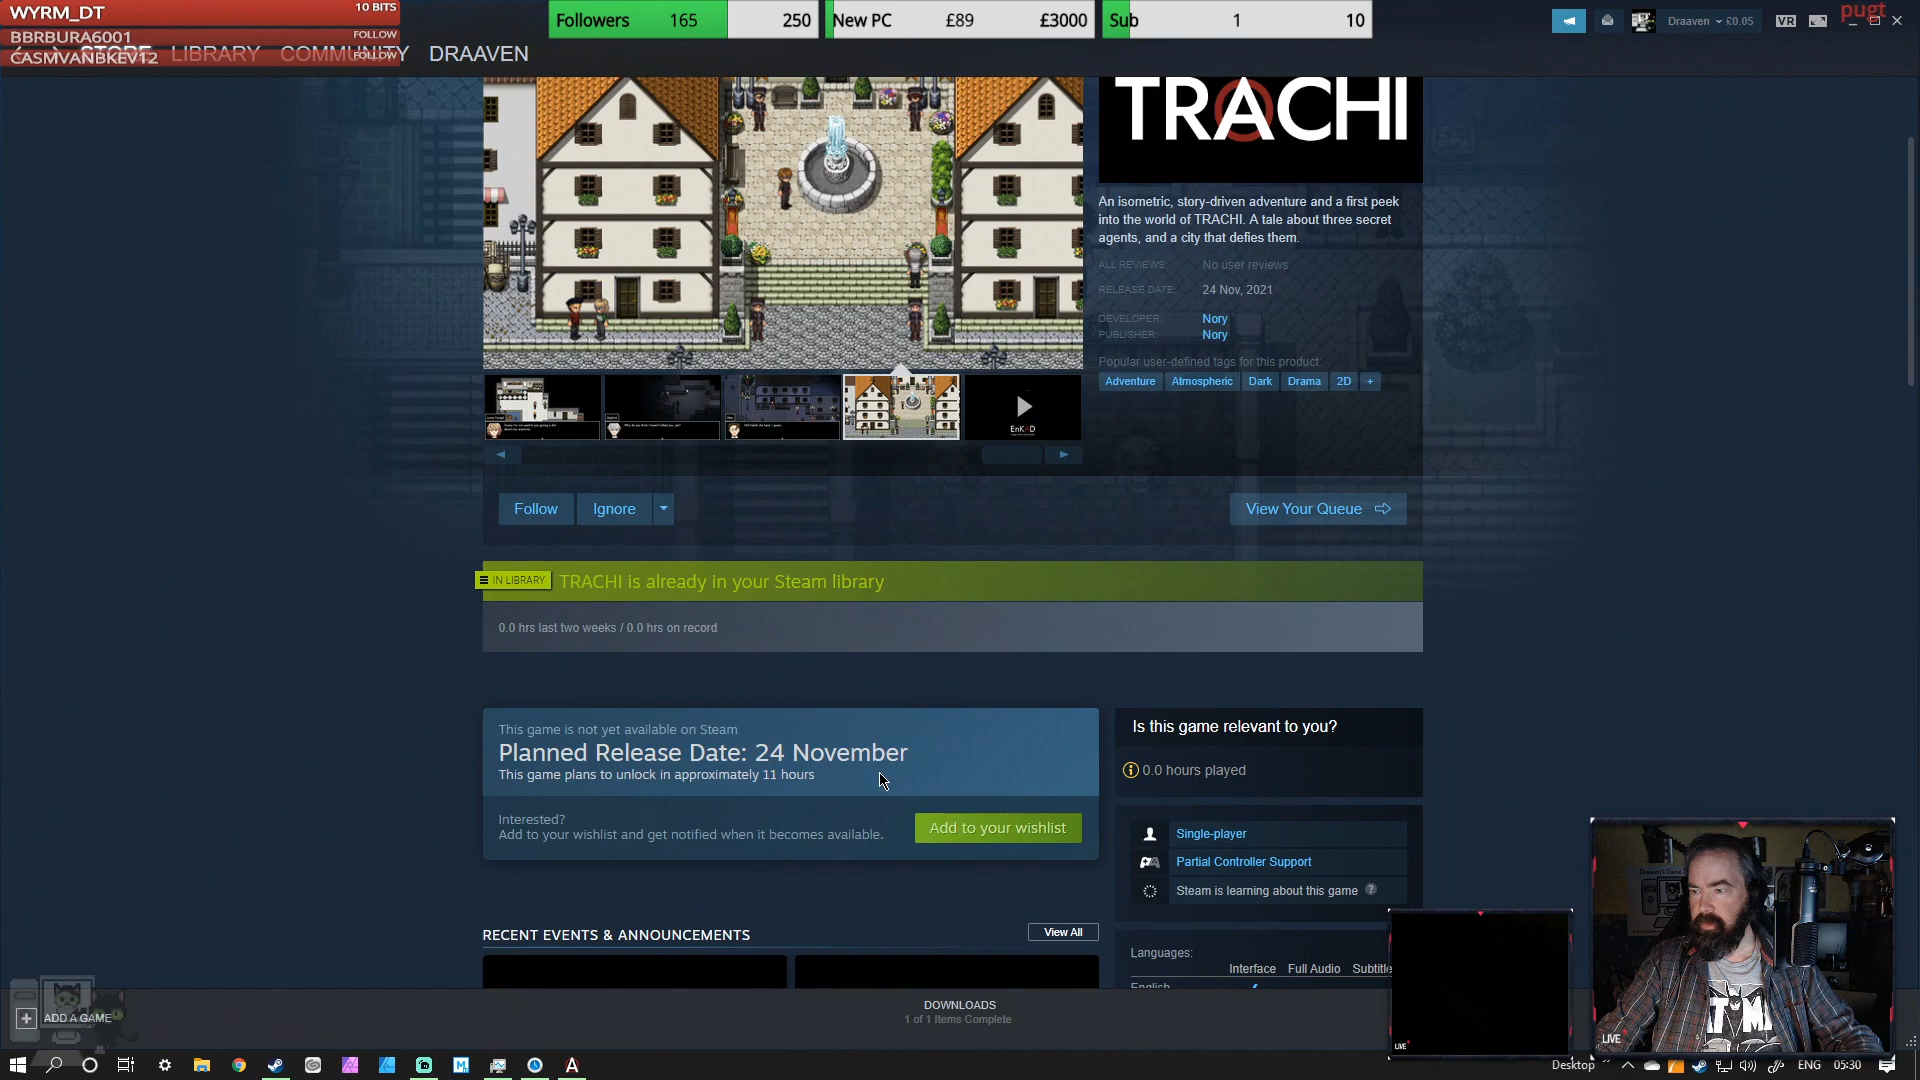 WYRM_DT 10 BITS
BBRBURA6001 FOLLOW
CASMVANBKEV12 FOLLOW
Followers 165 250
New PC £89 £3000
Sub 1 10
Draaven £0.05
VR
pugt
STORE LIBRARY COMMUNITY DRAAVEN
TRACHI
An isometric, story-driven adventure and a first peek
into the world of TRACHI. A tale about three secret
agents, and a city that defies them.
ALL REVIEWS: No user reviews
RELEASE DATE: 24 Nov, 2021
DEVELOPER: Nory
PUBLISHER: Nory
Popular user-defined tags for this product:
Adventure Atmospheric Dark Drama 2D +
EnKAD
Follow Ignore View Your Queue
IN LIBRARY TRACHI is already in your Steam library
0.0 hrs last two weeks / 0.0 hrs on record
This game is not yet available on Steam
Planned Release Date: 24 November
This game plans to unlock in approximately 11 hours
Interested?
Add to your wishlist and get notified when it becomes available.
Add to your wishlist
Is this game relevant to you?
0.0 hours played
Single-player
Partial Controller Support
Steam is learning about this game ?
RECENT EVENTS & ANNOUNCEMENTS View All
Languages:
Interface Full Audio Subtitle
English
LIVE
LIVE
ADD A GAME
DOWNLOADS
1 of 1 Items Complete
Desktop ENG 05:30